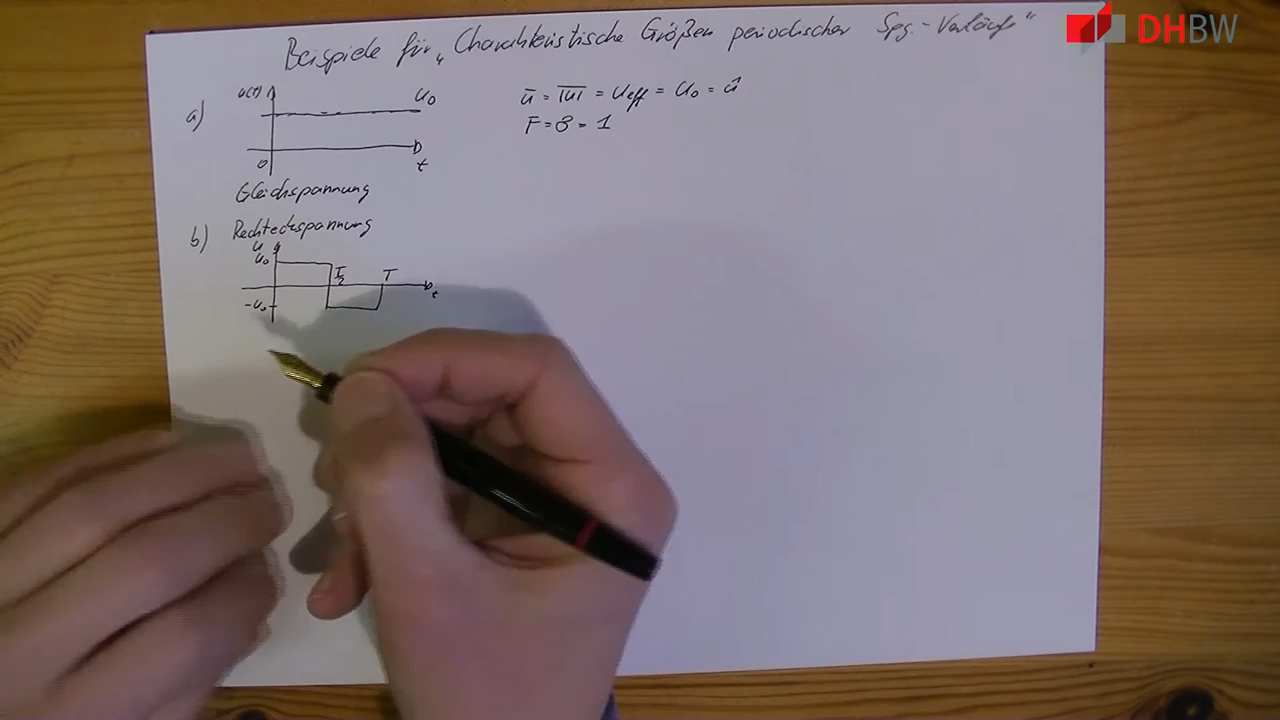 DHBW
Beispiele für „Charakteristische Größen periodischer Spg.-Verläufe“
a)
u(t)
U₀
0
t
ū = |u|̅ = Ueff = U₀ = û
F = σ = 1
Gleichspannung
b) Rechteckspannung
u
U₀
T/2
T
t
-U₀